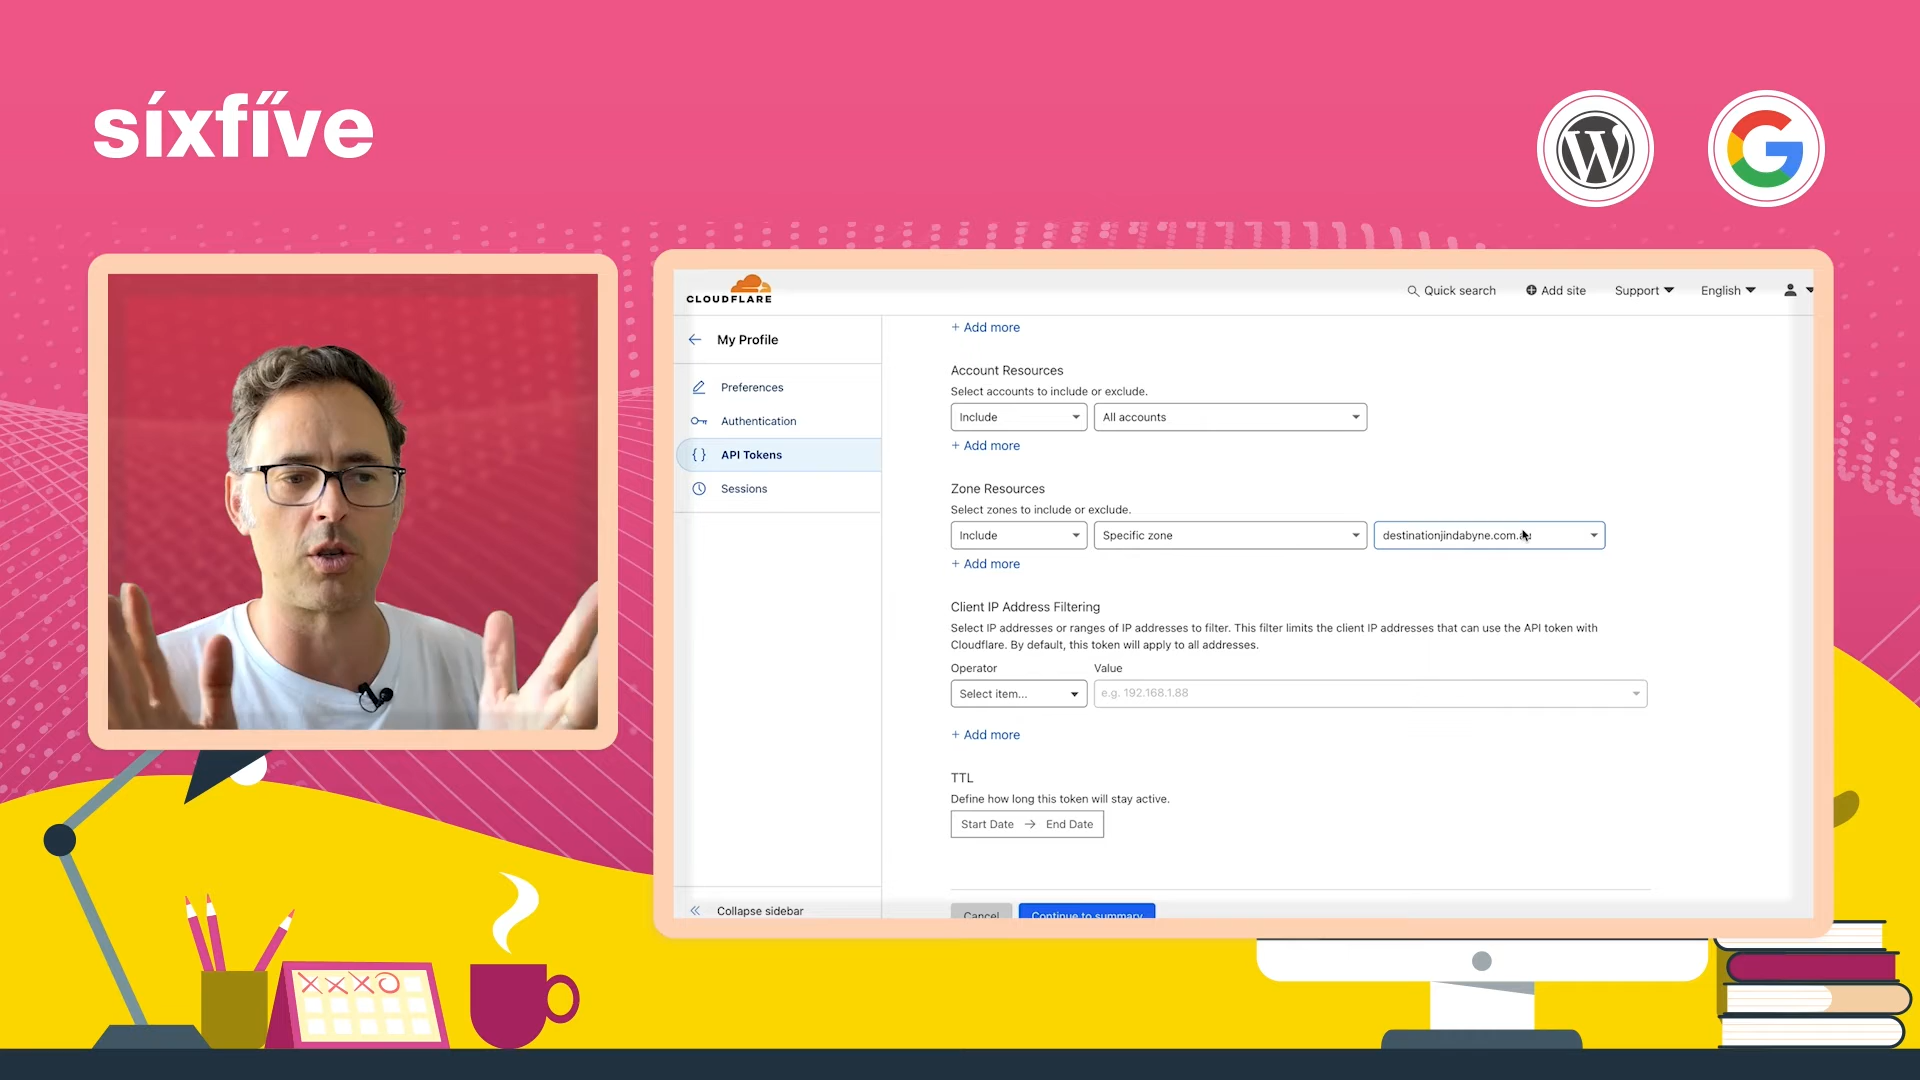 síxfív̋e
CLOUDFLARE
Quick search
Add site
Support
English
My Profile
Preferences
Authentication
API Tokens
Sessions
Collapse sidebar
+ Add more
Account Resources
Select accounts to include or exclude.
Include
All accounts
+ Add more
Zone Resources
Select zones to include or exclude.
Include
Specific zone
destinationjindabyne.com.au
+ Add more
Client IP Address Filtering
Select IP addresses or ranges of IP addresses to filter. This filter limits the client IP addresses that can use the API token with
Cloudflare. By default, this token will apply to all addresses.
Operator
Value
Select item...
e.g. 192.168.1.88
+ Add more
TTL
Define how long this token will stay active.
Start Date → End Date
Cancel
Continue to summary